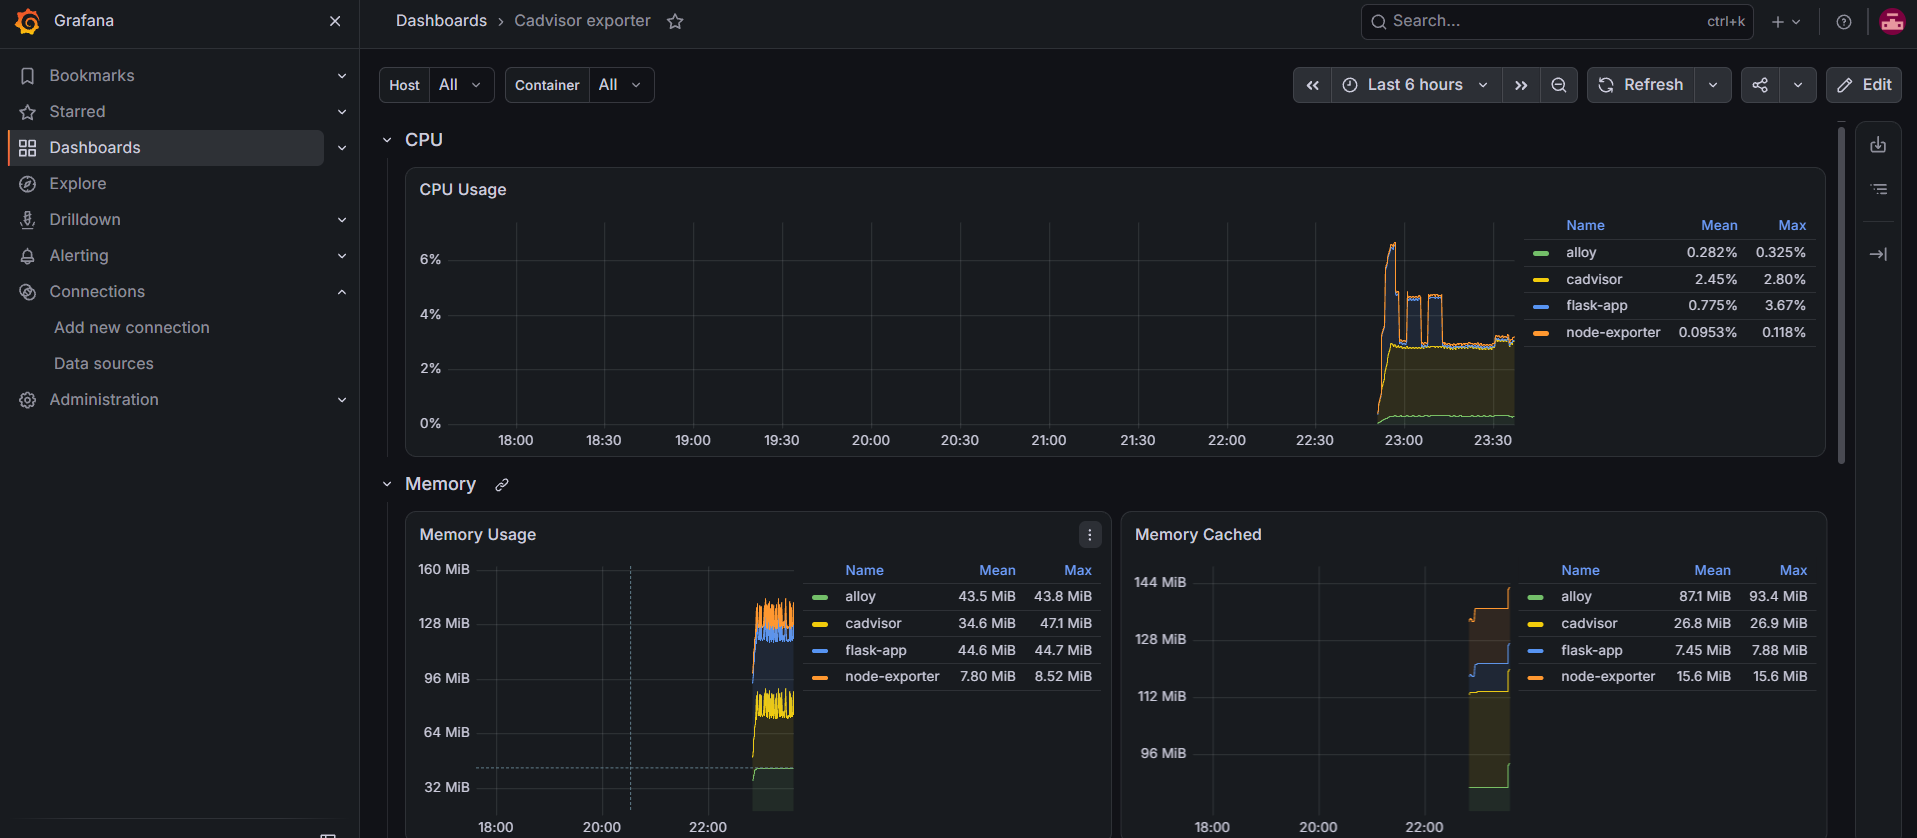 Grafana
Dashboards › Cadvisor exporter
Search...
ctrl+k
Bookmarks
Starred
Dashboards
Explore
Drilldown
Alerting
Connections
Add new connection
Data sources
Administration
Host All
Container All
Last 6 hours
Refresh
Edit
CPU
CPU Usage
6%
4%
2%
0%
18:00 18:30 19:00 19:30 20:00 20:30 21:00 21:30 22:00 22:30 23:00 23:30
Name Mean Max
alloy 0.282% 0.325%
cadvisor 2.45% 2.80%
flask-app 0.775% 3.67%
node-exporter 0.0953% 0.118%
Memory
Memory Usage
160 MiB
128 MiB
96 MiB
64 MiB
32 MiB
18:00 20:00 22:00
Name Mean Max
alloy 43.5 MiB 43.8 MiB
cadvisor 34.6 MiB 47.1 MiB
flask-app 44.6 MiB 44.7 MiB
node-exporter 7.80 MiB 8.52 MiB
Memory Cached
144 MiB
128 MiB
112 MiB
96 MiB
18:00 20:00 22:00
Name Mean Max
alloy 87.1 MiB 93.4 MiB
cadvisor 26.8 MiB 26.9 MiB
flask-app 7.45 MiB 7.88 MiB
node-exporter 15.6 MiB 15.6 MiB